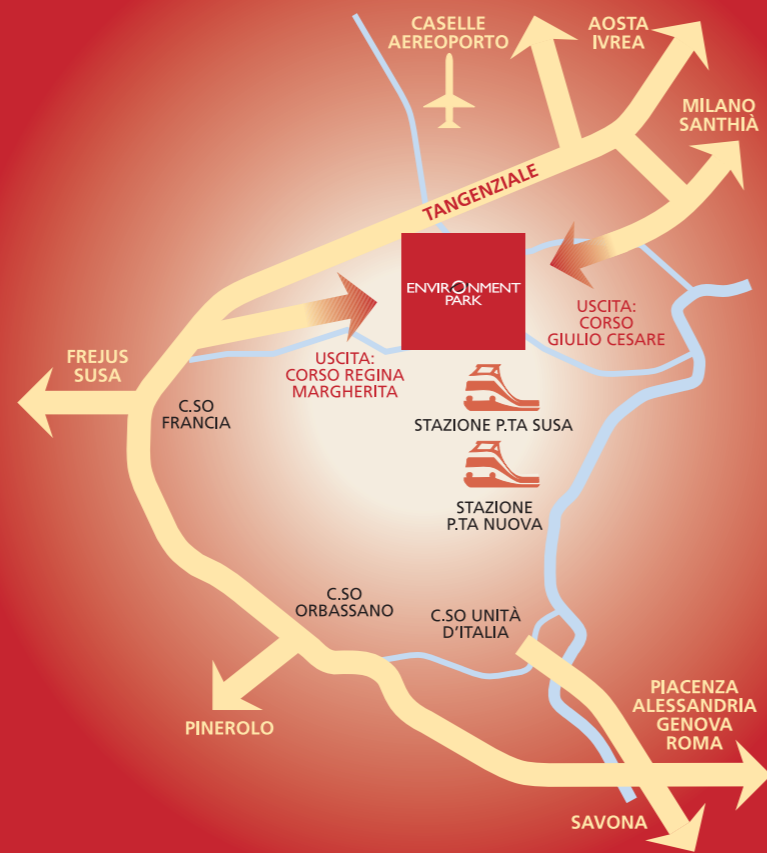 CASELLE
AEREOPORTO
AOSTA
IVREA
MILANO
SANTHIÀ
TANGENZIALE
ENVIRONMENT
PARK
USCITA:
CORSO
GIULIO CESARE
USCITA:
CORSO REGINA
MARGHERITA
FREJUS
SUSA
C.SO
FRANCIA
STAZIONE P.TA SUSA
STAZIONE
P.TA NUOVA
C.SO
ORBASSANO
C.SO UNITÀ
D'ITALIA
PINEROLO
PIACENZA
ALESSANDRIA
GENOVA
ROMA
SAVONA